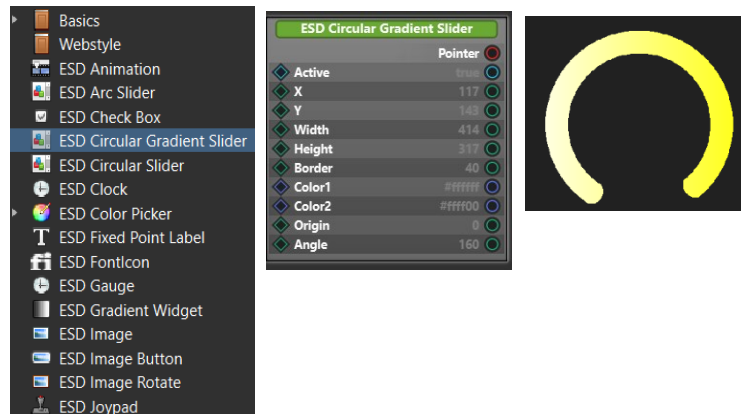 Basics
Webstyle
ESD Animation
ESD Arc Slider
ESD Check Box
ESD Circular Gradient Slider
ESD Circular Slider
ESD Clock
ESD Color Picker
ESD Fixed Point Label
ESD FontIcon
ESD Gauge
ESD Gradient Widget
ESD Image
ESD Image Button
ESD Image Rotate
ESD Joypad
ESD Circular Gradient Slider
Pointer
Active true
X 117
Y 143
Width 414
Height 317
Border 40
Color1 #ffffff
Color2 #ffff00
Origin 0
Angle 160